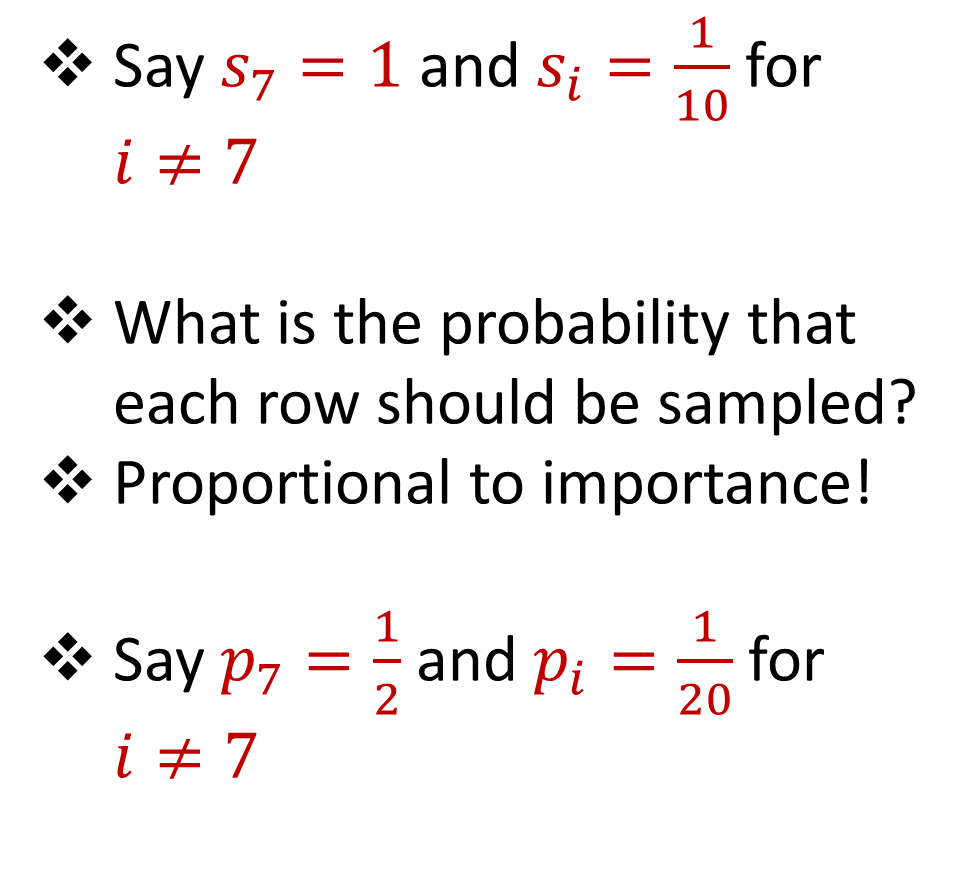 ❖ Say $s_7 = 1$ and $s_i = \frac{1}{10}$ for
$i \neq 7$
❖ What is the probability that
each row should be sampled?
❖ Proportional to importance!
❖ Say $p_7 = \frac{1}{2}$ and $p_i = \frac{1}{20}$ for
$i \neq 7$